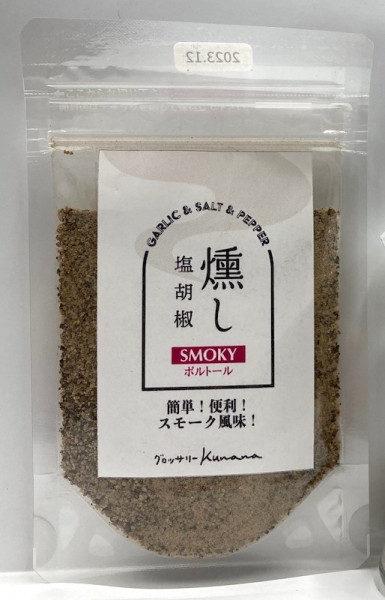 2023.12
GARLIC & SALT & PEPPER
燻し
塩胡椒
SMOKY
ポルトール
簡単！便利！
スモーク風味！
グロッサリー Kunana